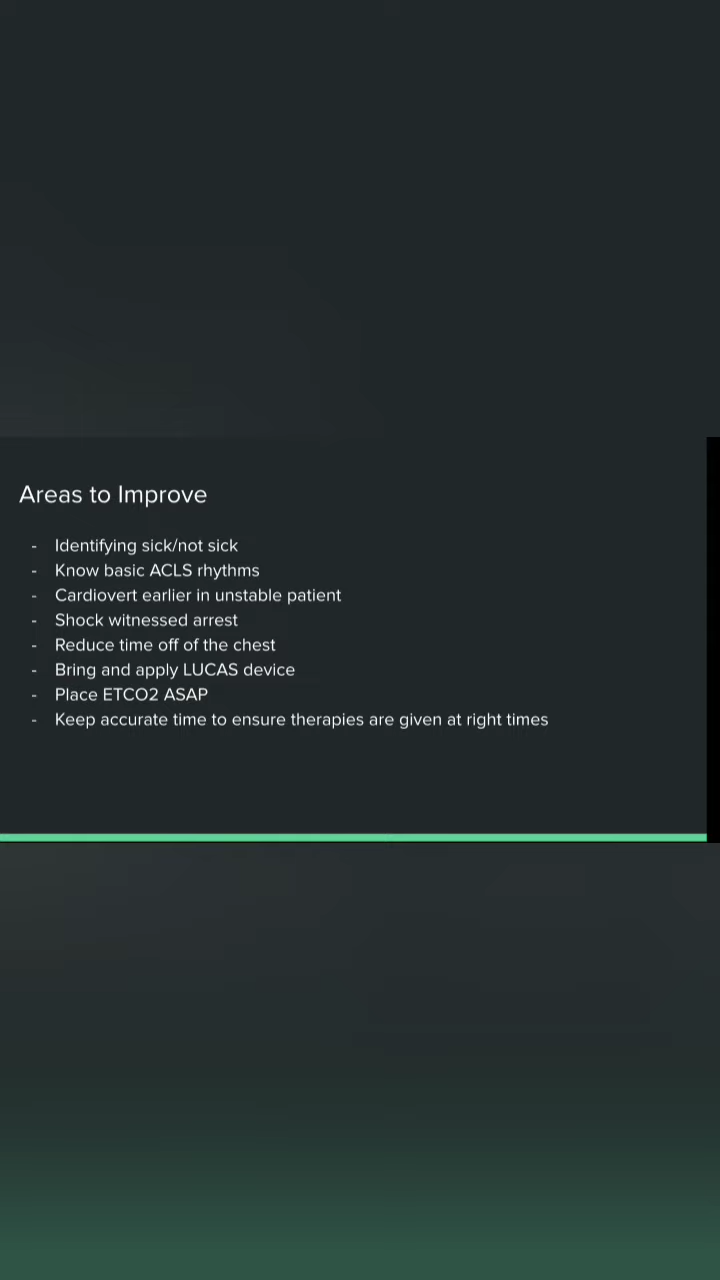 Areas to Improve
- Identifying sick/not sick
- Know basic ACLS rhythms
- Cardiovert earlier in unstable patient
- Shock witnessed arrest
- Reduce time off of the chest
- Bring and apply LUCAS device
- Place ETCO2 ASAP
- Keep accurate time to ensure therapies are given at right times